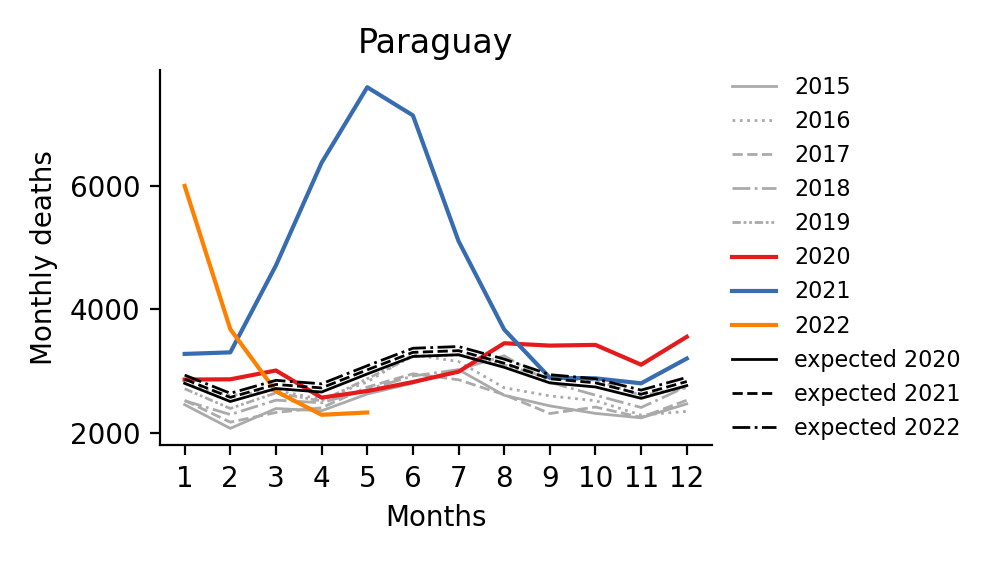 Paraguay
Monthly deaths
6000
4000
2000
1 2 3 4 5 6 7 8 9 10 11 12
Months
2015
2016
2017
2018
2019
2020
2021
2022
expected 2020
expected 2021
expected 2022